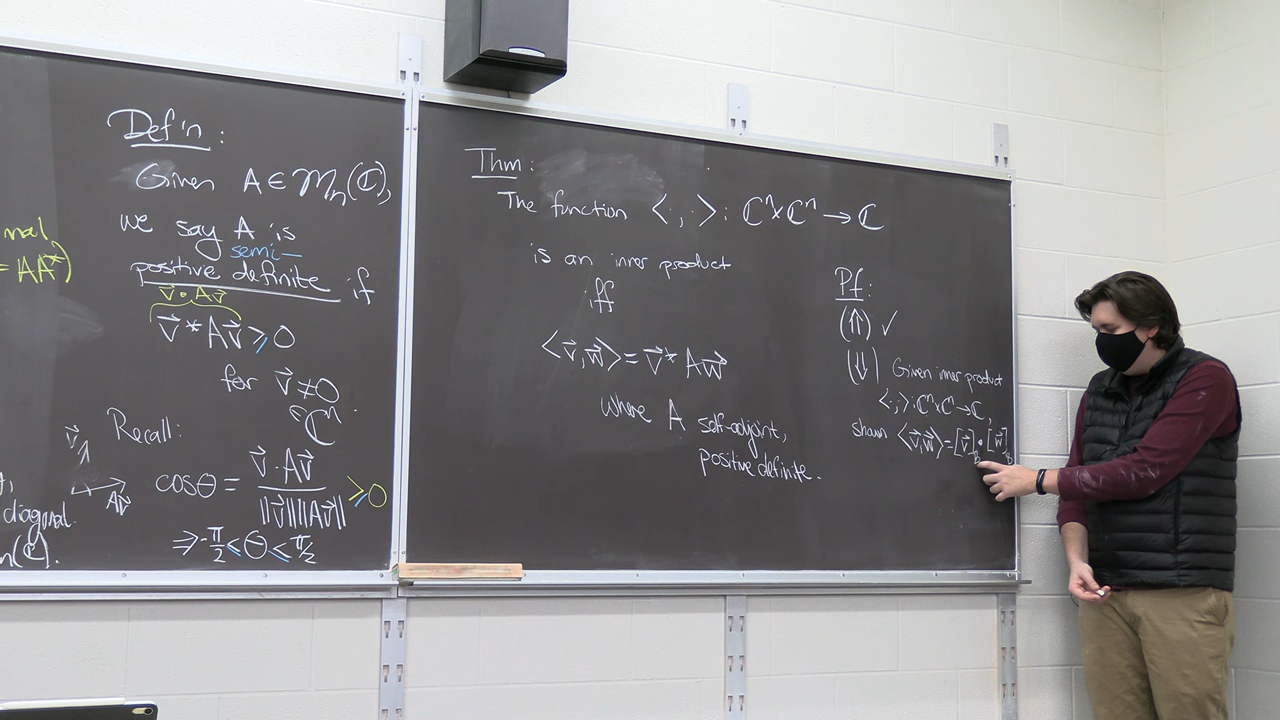 nal
= AA*)
diagonal.
n(ℂ).
Def'n:
Given A ∈ Mn(ℂ),
we say A is
semi-
positive definite if
v⃗ • Av⃗
v⃗* Av⃗ ≥ 0
for v⃗ ≠ 0
∈ ℂⁿ
Recall:
v⃗
Av⃗
cosθ = v⃗ · Av⃗ / ||v⃗|| ||Av⃗|| ≥ 0
⇒ -π/2 ≤ θ ≤ π/2
Thm:
The function <·,·>: ℂⁿ × ℂⁿ → ℂ
is an inner product
iff
<v⃗, w⃗> = v⃗* A w⃗
where A self-adjoint,
positive definite.
Pf:
(⇑) ✓
(⇓) Given inner product
<·,·>: ℂⁿ × ℂⁿ → ℂ,
shown <v⃗, w⃗> = [v⃗]B • [w⃗]B